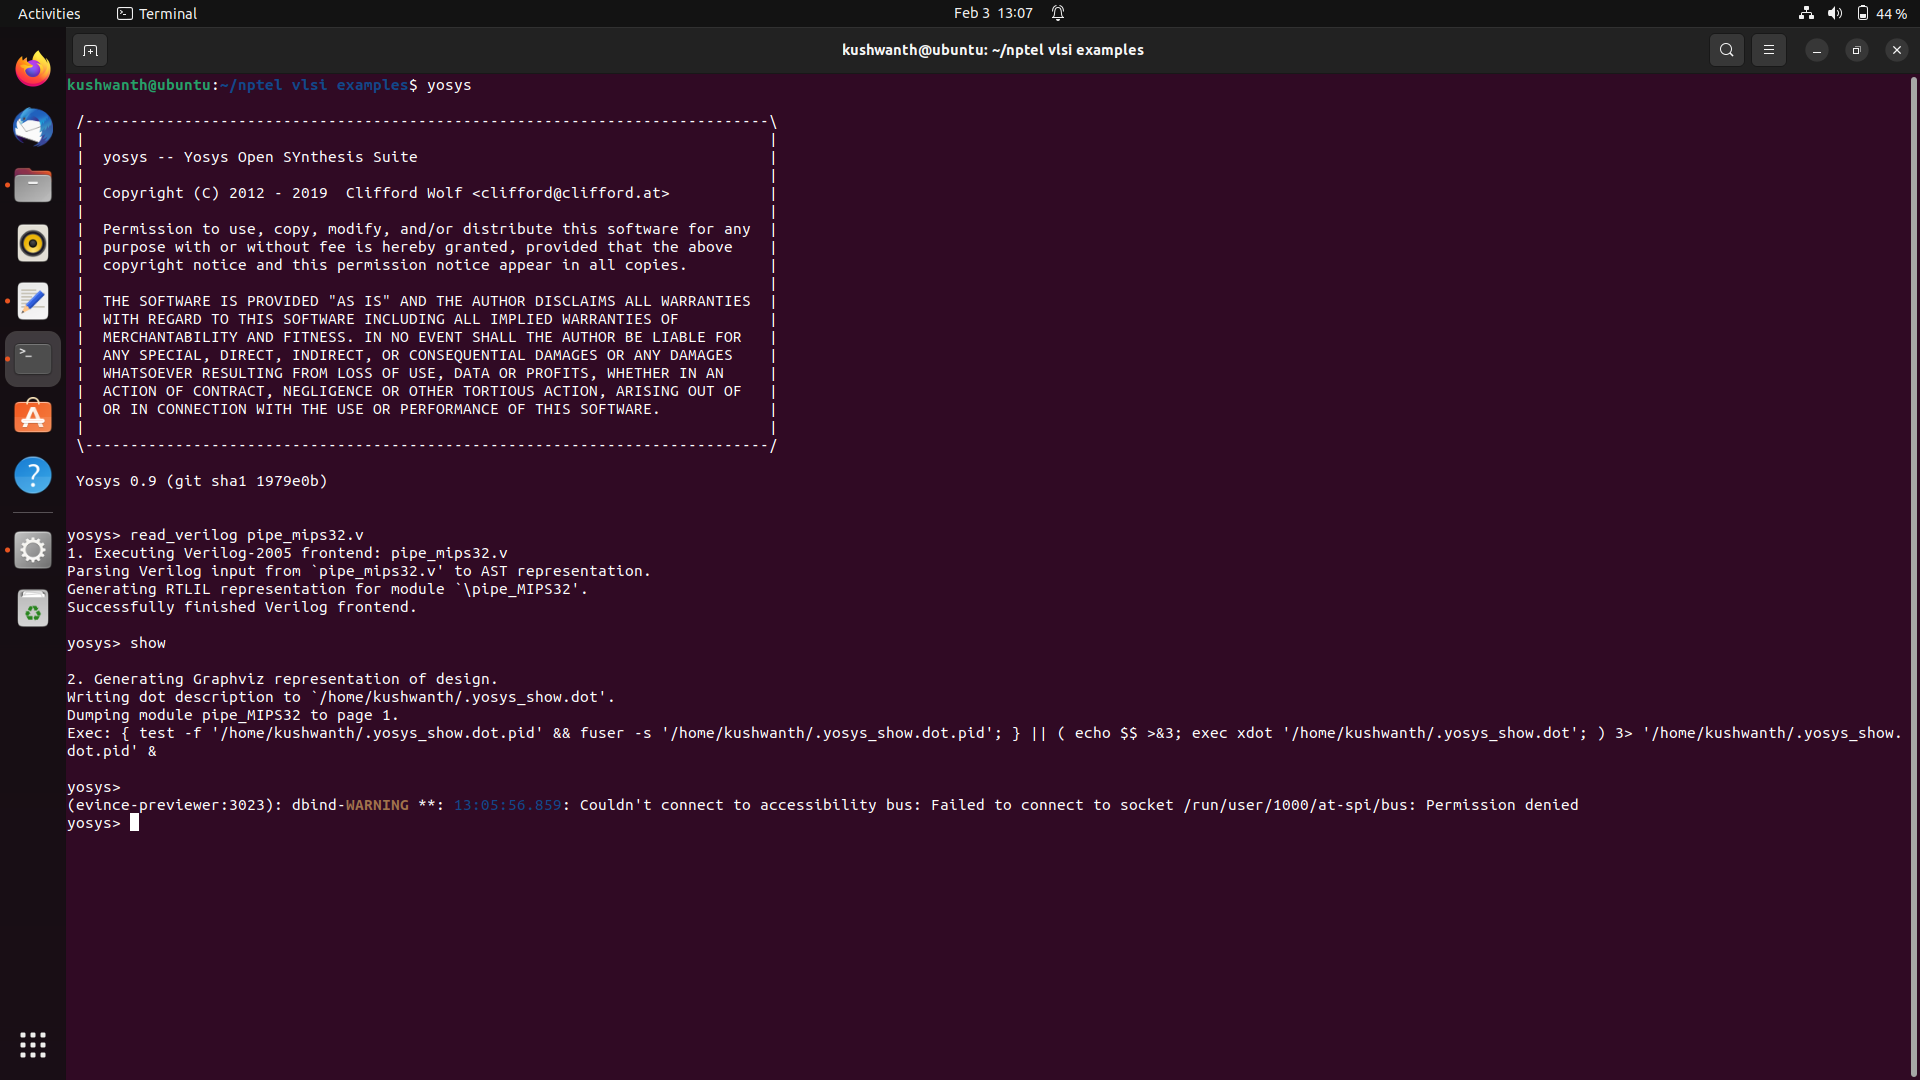 Activities
Terminal
Feb 3 13:07
44 %
kushwanth@ubuntu: ~/nptel vlsi examples
kushwanth@ubuntu:~/nptel vlsi examples$ yosys
/----------------------------------------------------------------------------\
|                                                                            |
|  yosys -- Yosys Open SYnthesis Suite                                       |
|                                                                            |
|  Copyright (C) 2012 - 2019  Clifford Wolf <clifford@clifford.at>           |
|                                                                            |
|  Permission to use, copy, modify, and/or distribute this software for any  |
|  purpose with or without fee is hereby granted, provided that the above    |
|  copyright notice and this permission notice appear in all copies.         |
|                                                                            |
|  THE SOFTWARE IS PROVIDED "AS IS" AND THE AUTHOR DISCLAIMS ALL WARRANTIES  |
|  WITH REGARD TO THIS SOFTWARE INCLUDING ALL IMPLIED WARRANTIES OF          |
|  MERCHANTABILITY AND FITNESS. IN NO EVENT SHALL THE AUTHOR BE LIABLE FOR   |
|  ANY SPECIAL, DIRECT, INDIRECT, OR CONSEQUENTIAL DAMAGES OR ANY DAMAGES    |
|  WHATSOEVER RESULTING FROM LOSS OF USE, DATA OR PROFITS, WHETHER IN AN     |
|  ACTION OF CONTRACT, NEGLIGENCE OR OTHER TORTIOUS ACTION, ARISING OUT OF   |
|  OR IN CONNECTION WITH THE USE OR PERFORMANCE OF THIS SOFTWARE.            |
|                                                                            |
\----------------------------------------------------------------------------/
Yosys 0.9 (git sha1 1979e0b)
yosys> read_verilog pipe_mips32.v
1. Executing Verilog-2005 frontend: pipe_mips32.v
Parsing Verilog input from `pipe_mips32.v' to AST representation.
Generating RTLIL representation for module `\pipe_MIPS32'.
Successfully finished Verilog frontend.
yosys> show
2. Generating Graphviz representation of design.
Writing dot description to `/home/kushwanth/.yosys_show.dot'.
Dumping module pipe_MIPS32 to page 1.
Exec: { test -f '/home/kushwanth/.yosys_show.dot.pid' && fuser -s '/home/kushwanth/.yosys_show.dot.pid'; } || ( echo $$ >&3; exec xdot '/home/kushwanth/.yosys_show.dot'; ) 3> '/home/kushwanth/.yosys_show.
dot.pid' &
yosys>
(evince-previewer:3023): dbind-WARNING **: 13:05:56.859: Couldn't connect to accessibility bus: Failed to connect to socket /run/user/1000/at-spi/bus: Permission denied
yosys>